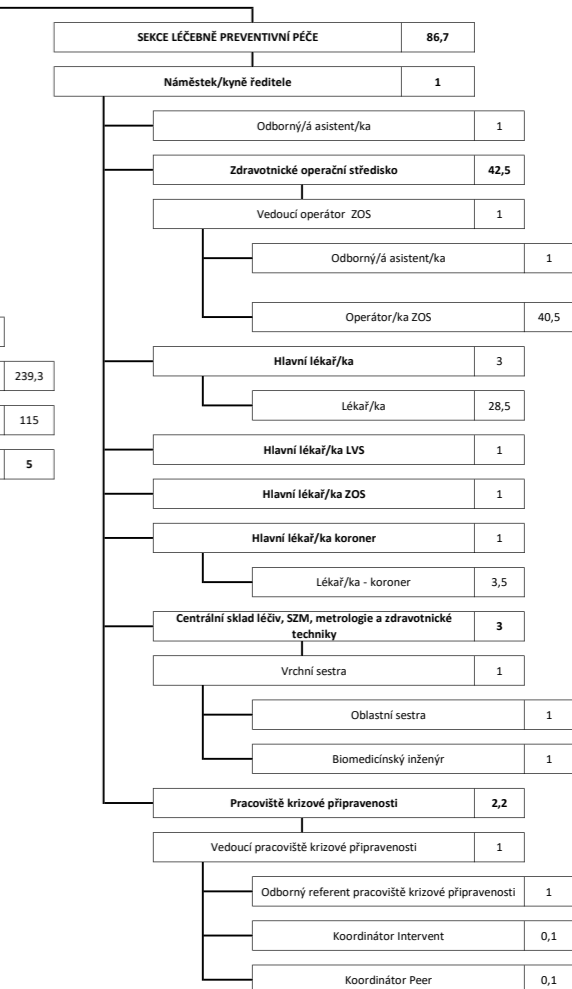 SEKCE LÉČEBNĚ PREVENTIVNÍ PÉČE 86,7
Náměstek/kyně ředitele 1
Odborný/á asistent/ka 1
Zdravotnické operační středisko 42,5
Vedoucí operátor ZOS 1
Odborný/á asistent/ka 1
Operátor/ka ZOS 40,5
Hlavní lékař/ka 3
239,3
Lékař/ka 28,5
115
Hlavní lékař/ka LVS 1
5
Hlavní lékař/ka ZOS 1
Hlavní lékař/ka koroner 1
Lékař/ka - koroner 3,5
Centrální sklad léčiv, SZM, metrologie a zdravotnické
techniky 3
Vrchní sestra 1
Oblastní sestra 1
Biomedicínský inženýr 1
Pracoviště krizové připravenosti 2,2
Vedoucí pracoviště krizové připravenosti 1
Odborný referent pracoviště krizové připravenosti 1
Koordinátor Intervent 0,1
Koordinátor Peer 0,1